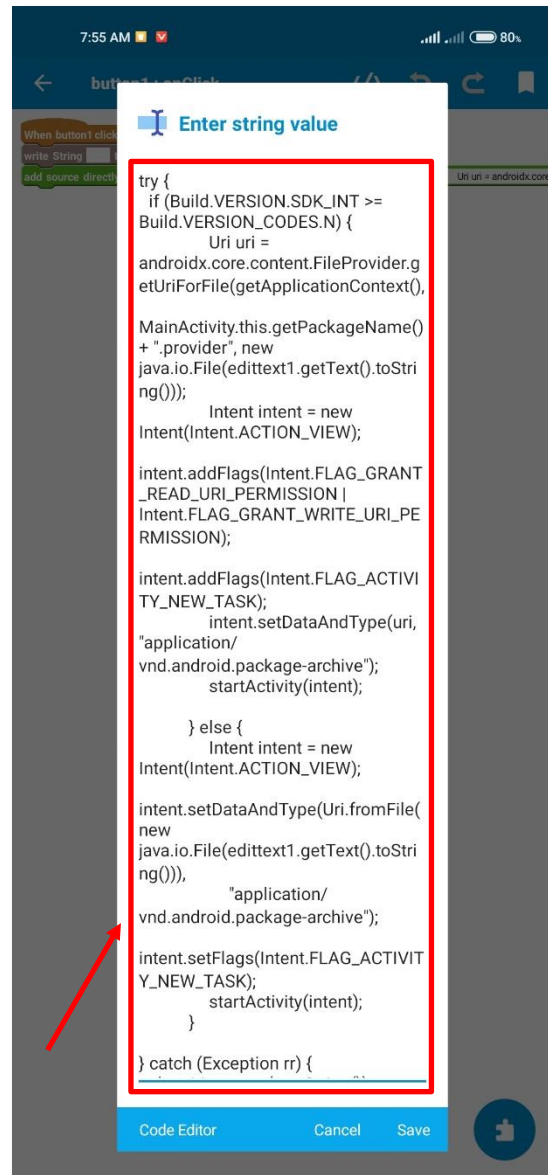 7:55 AM
80%
When button1 click
write String
add source directly
Uri uri = androidx.core
Enter string value
try {
if (Build.VERSION.SDK_INT >=
Build.VERSION_CODES.N) {
Uri uri =
androidx.core.content.FileProvider.g
etUriForFile(getApplicationContext(),
MainActivity.this.getPackageName()
+ ".provider", new
java.io.File(edittext1.getText().toStri
ng()));
Intent intent = new
Intent(Intent.ACTION_VIEW);
intent.addFlags(Intent.FLAG_GRANT
_READ_URI_PERMISSION |
Intent.FLAG_GRANT_WRITE_URI_PE
RMISSION);
intent.addFlags(Intent.FLAG_ACTIVI
TY_NEW_TASK);
intent.setDataAndType(uri,
"application/
vnd.android.package-archive");
startActivity(intent);
} else {
Intent intent = new
Intent(Intent.ACTION_VIEW);
intent.setDataAndType(Uri.fromFile(
new
java.io.File(edittext1.getText().toStri
ng())),
"application/
vnd.android.package-archive");
intent.setFlags(Intent.FLAG_ACTIVIT
Y_NEW_TASK);
startActivity(intent);
}
} catch (Exception rr) {
Code Editor
Cancel
Save